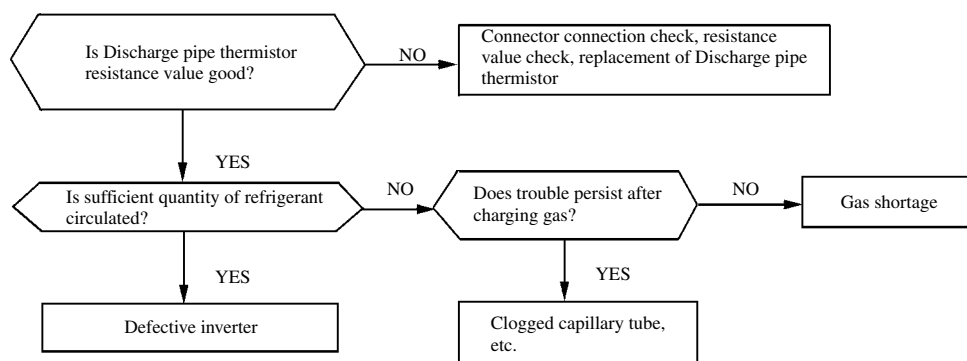 Is Discharge pipe thermistor
resistance value good?
NO
Connector connection check, resistance
value check, replacement of Discharge pipe
thermistor
YES
Is sufficient quantity of refrigerant
circulated?
NO
Does trouble persist after
charging gas?
NO
Gas shortage
YES
YES
Defective inverter
Clogged capillary tube,
etc.